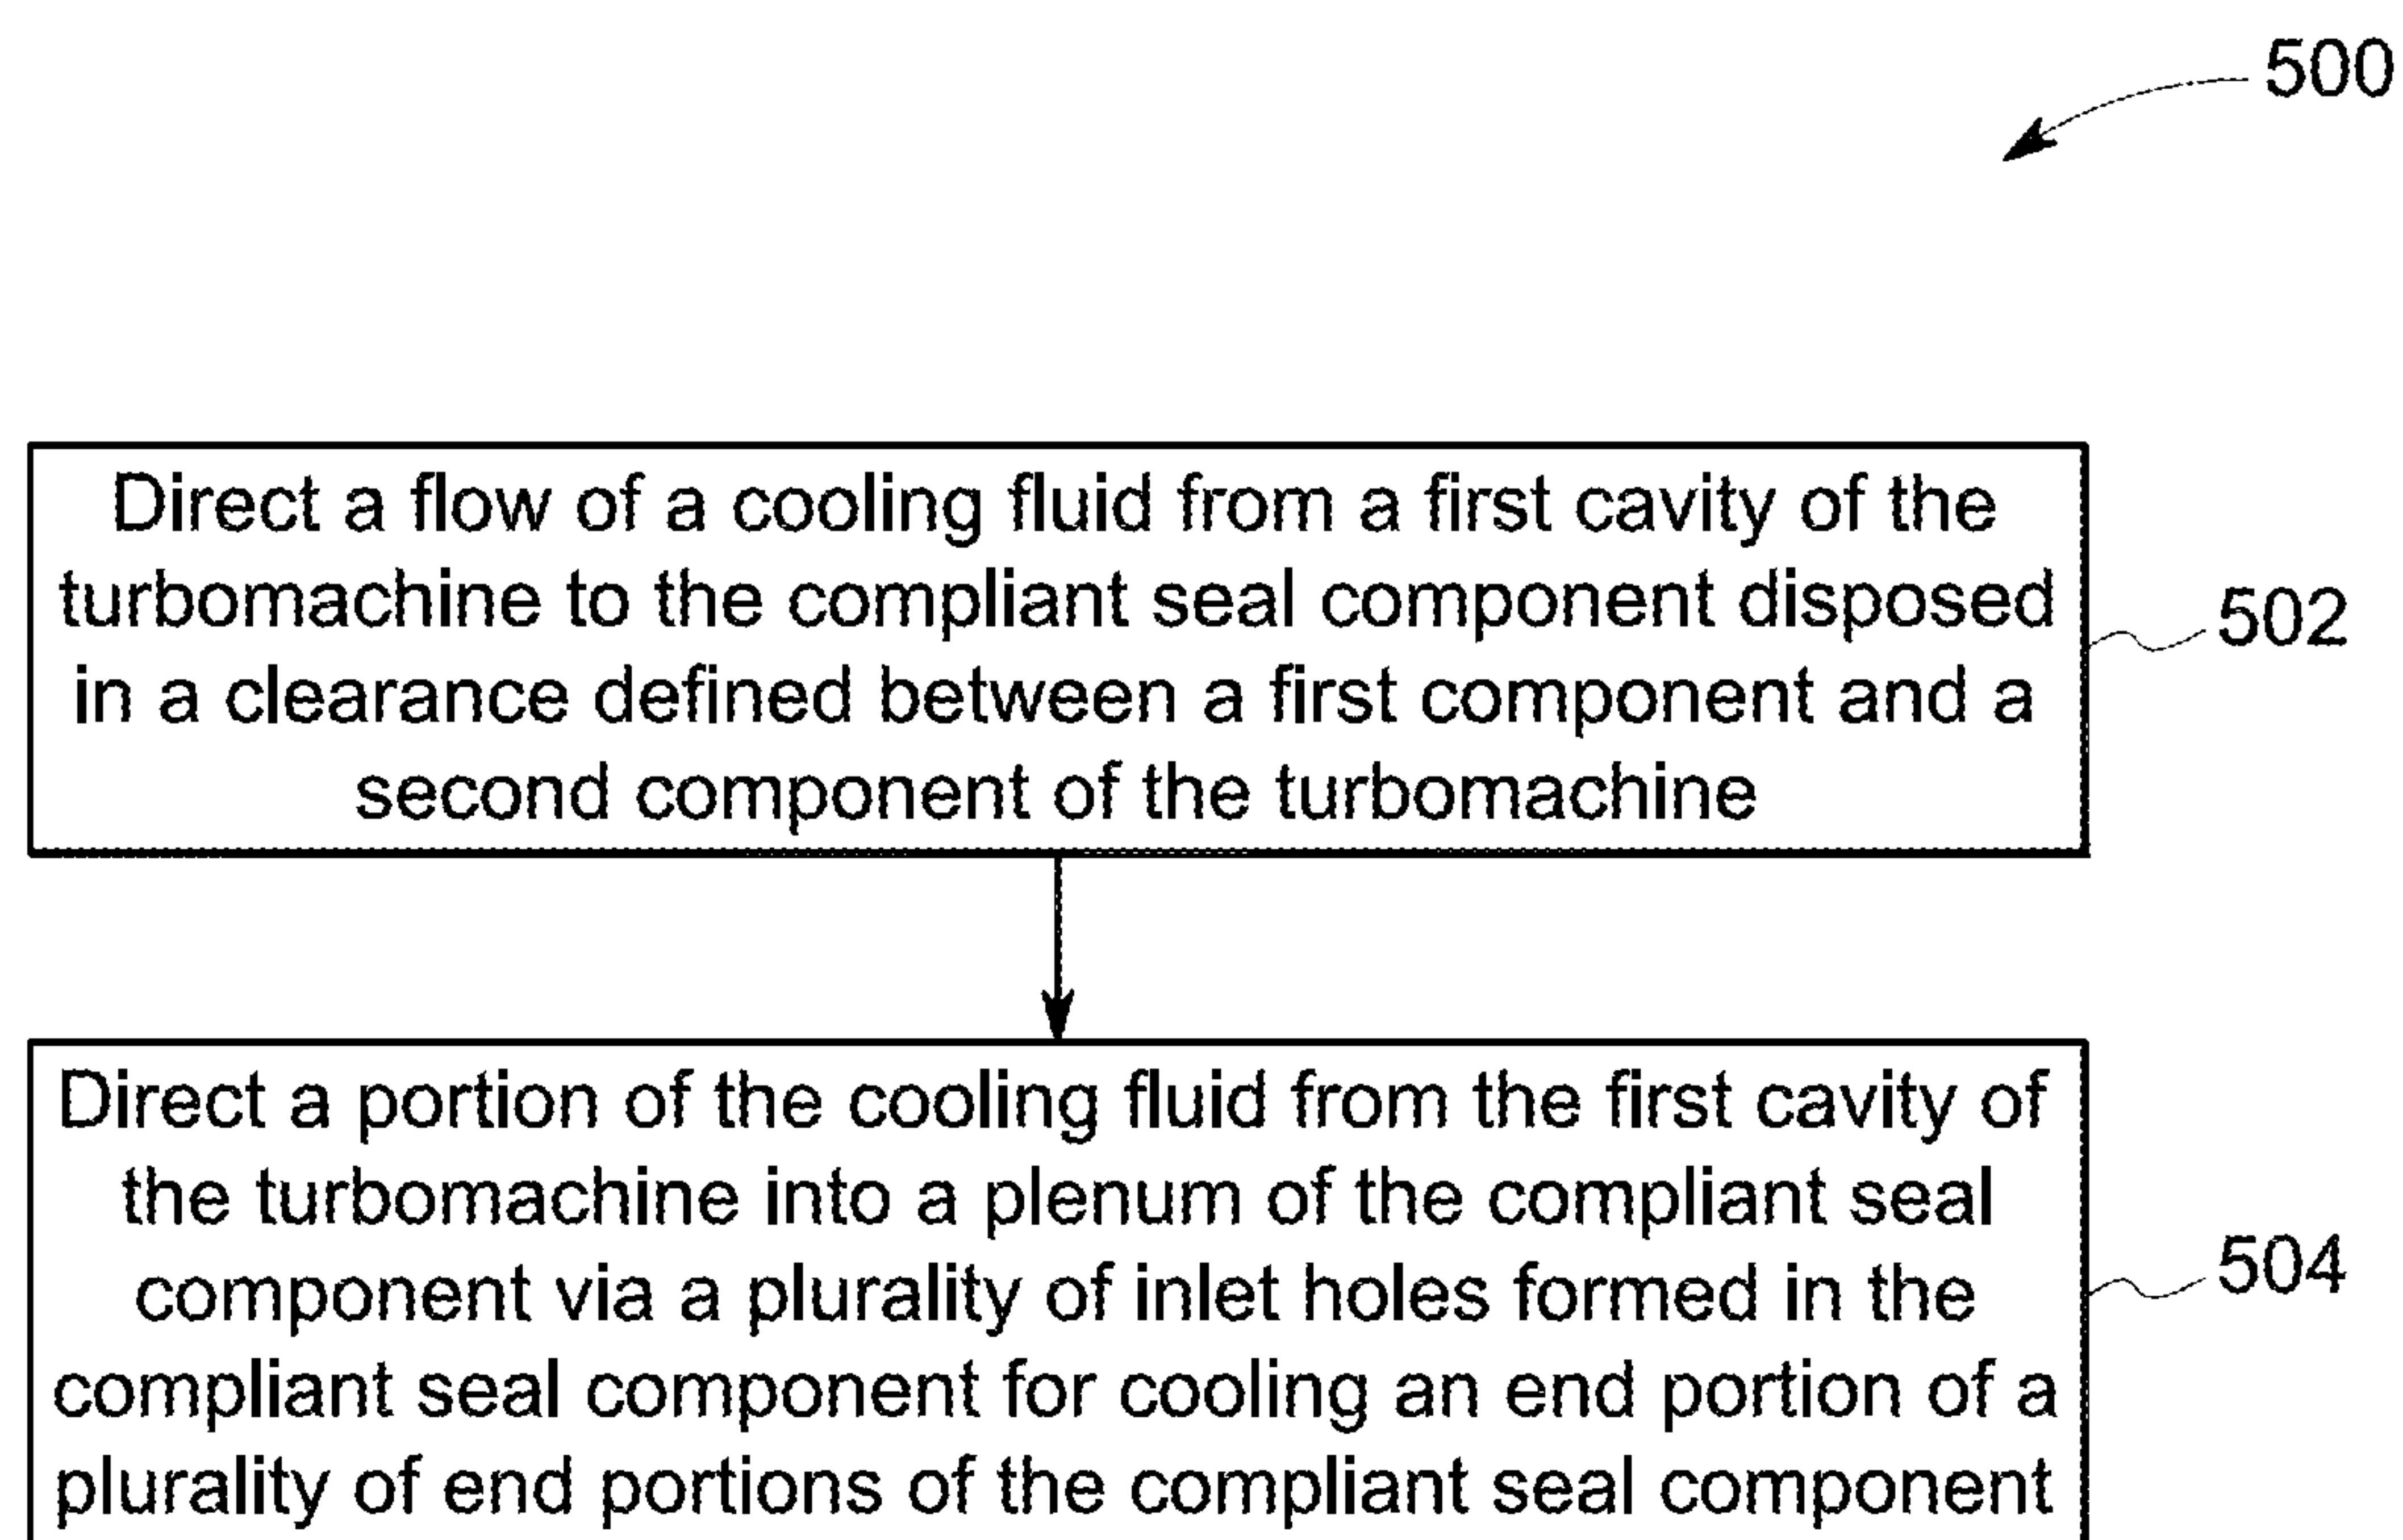 500
Direct a flow of a cooling fluid from a first cavity of the
turbomachine to the compliant seal component disposed
in a clearance defined between a first component and a
second component of the turbomachine
502
Direct a portion of the cooling fluid from the first cavity of
the turbomachine into a plenum of the compliant seal
component via a plurality of inlet holes formed in the
compliant seal component for cooling an end portion of a
plurality of end portions of the compliant seal component
504